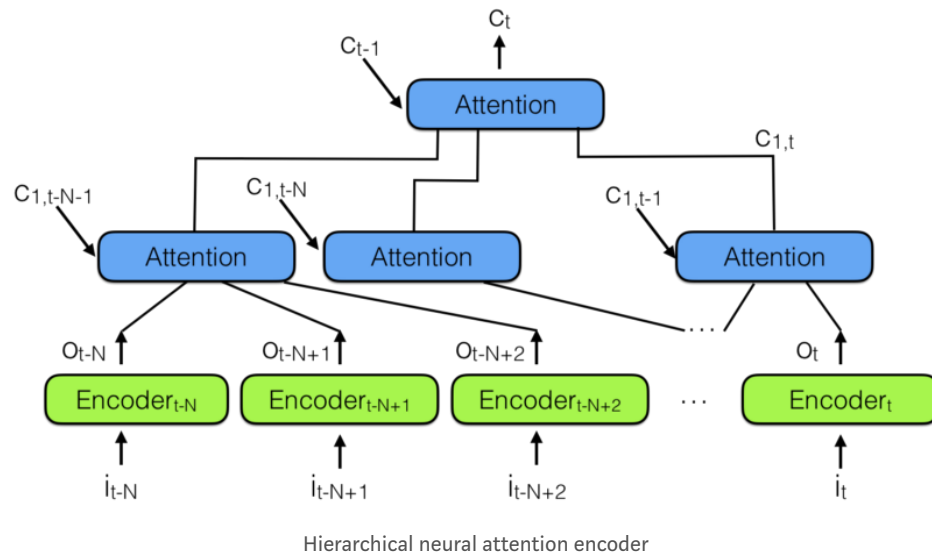 Ct
Ct-1
Attention
C1,t
C1,t-N-1
C1,t-N
C1,t-1
Attention
Attention
Attention
...
Ot-N
Ot-N+1
Ot-N+2
Ot
Encodert-N
Encodert-N+1
Encodert-N+2
...
Encodert
it-N
it-N+1
it-N+2
it
Hierarchical neural attention encoder